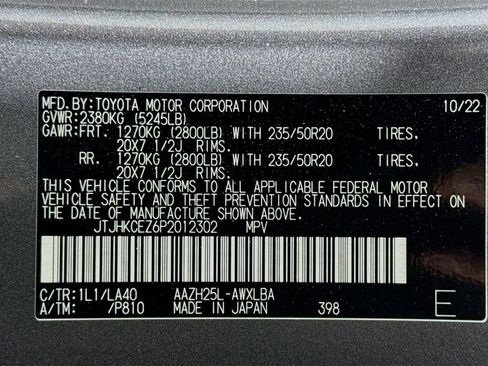 MFD.BY:TOYOTA MOTOR CORPORATION 10/22
GVWR:2380KG (5245LB)
GAWR:FRT. 1270KG (2800LB) WITH 235/50R20 TIRES.
20X7 1/2J RIMS.
RR. 1270KG (2800LB) WITH 235/50R20 TIRES.
20X7 1/2J RIMS.
THIS VEHICLE CONFORMS TO ALL APPLICABLE FEDERAL MOTOR
VEHICLE SAFETY AND THEFT PREVENTION STANDARDS IN EFFECT
ON THE DATE OF MANUFACTURE SHOWN ABOVE.
JTJHKCEZ6P2012302 MPV
C/TR:1L1/LA40 AAZH25L-AWXLBA
A/TM: /P810 MADE IN JAPAN 398 E